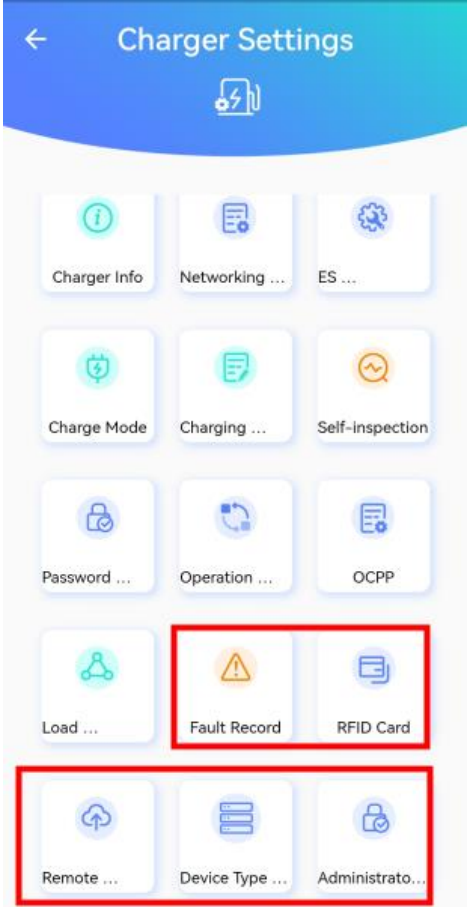 Charger Settings
Charger Info
Networking ...
ES ...
Charge Mode
Charging ...
Self-inspection
Password ...
Operation ...
OCPP
Load ...
Fault Record
RFID Card
Remote ...
Device Type ...
Administrato...